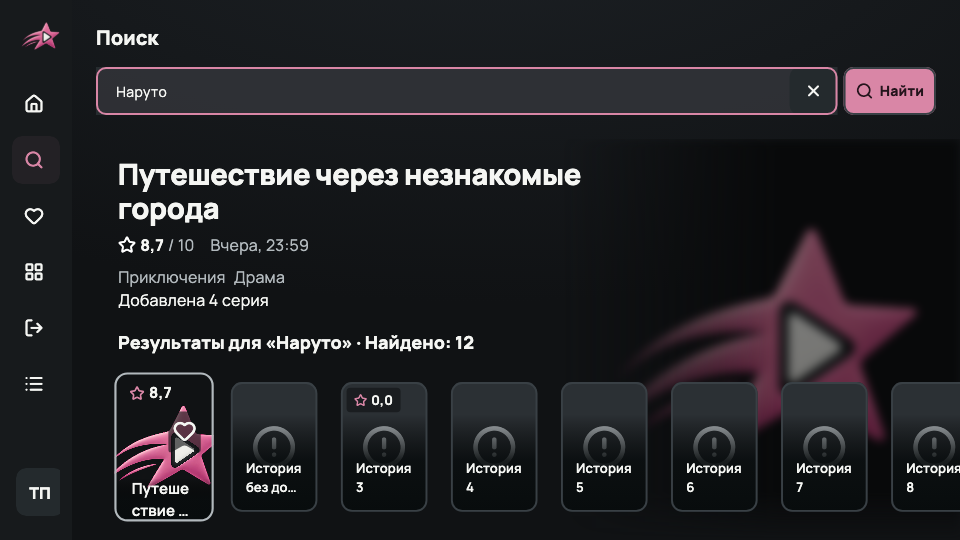 Поиск
Наруто
Найти
Путешествие через незнакомые
города
8,7 / 10 Вчера, 23:59
Приключения Драма
Добавлена 4 серия
Результаты для «Наруто» · Найдено: 12
8,7
Путеше
ствие ...
История
без до...
0,0
История
3
История
4
История
5
История
6
История
7
История
8
ТП